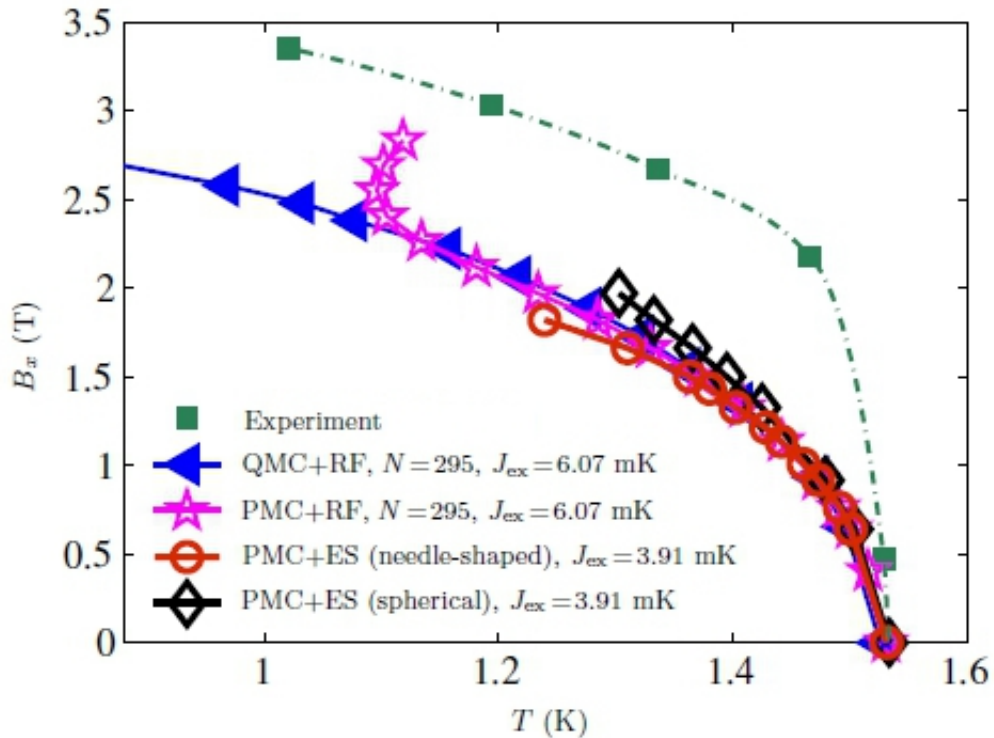 3.5
3
2.5
2
1.5
1
0.5
0
B_x (T)
Experiment
QMC+RF, N = 295, J_ex = 6.07 mK
PMC+RF, N = 295, J_ex = 6.07 mK
PMC+ES (needle-shaped), J_ex = 3.91 mK
PMC+ES (spherical), J_ex = 3.91 mK
1 1.2 1.4 1.6
T (K)